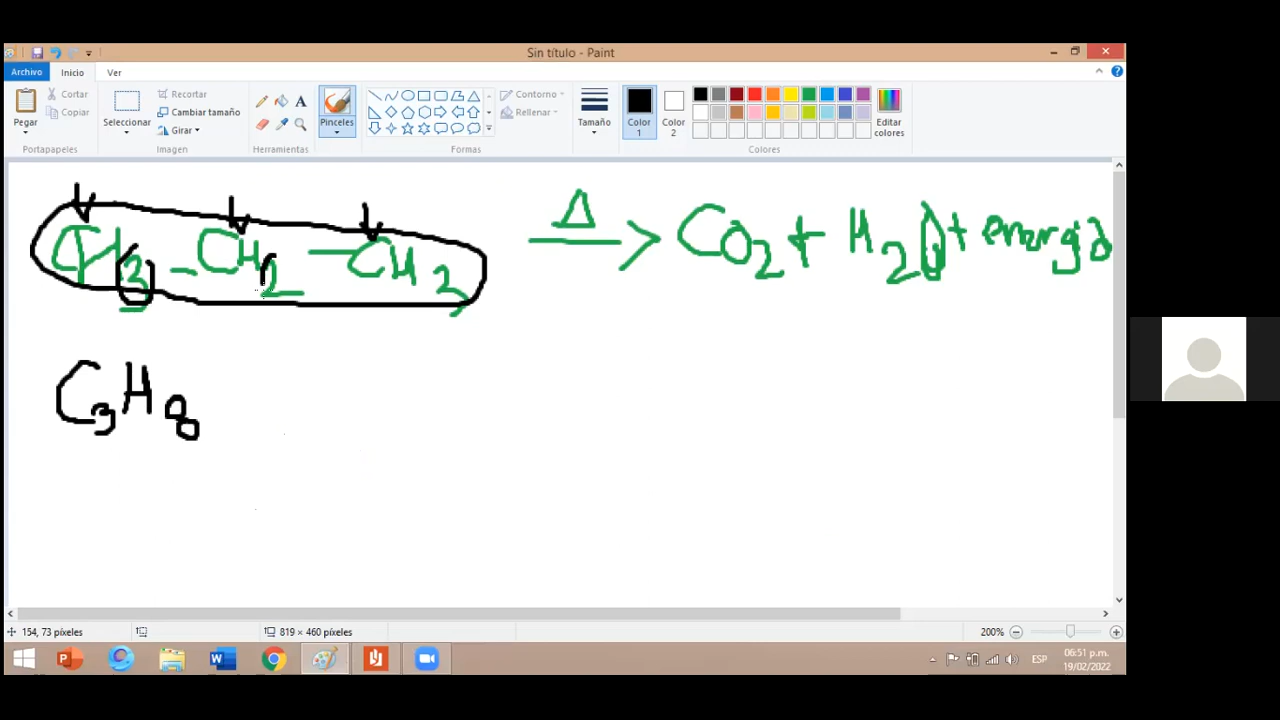 Sin título - Paint
Archivo Inicio Ver
Pegar
Cortar
Copiar
Portapapeles
Seleccionar
Recortar
Cambiar tamaño
Girar
Imagen
A
Herramientas
Pinceles
Contorno
Rellenar
Formas
Tamaño
Color 1
Color 2
Editar colores
Colores
CH3 - CH2 - CH3 Δ > CO2 + H2O + energía
C3H8
154, 73 píxeles 819 × 460 píxeles 200%
ESP 06:51 p.m.
19/02/2022